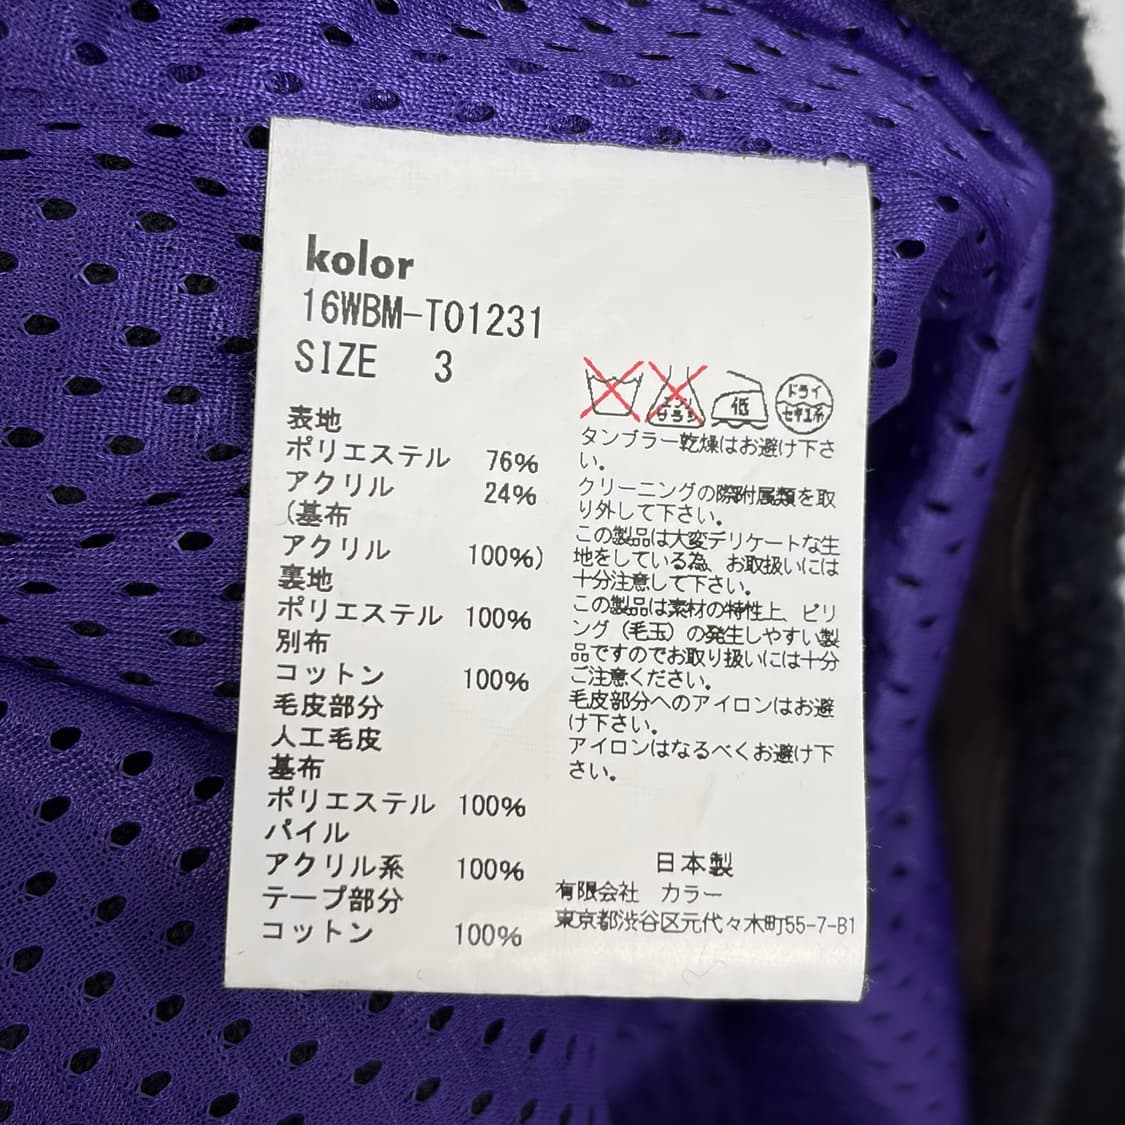 kolor
16WBM-T01231
SIZE 3
表地
ポリエステル 76%
アクリル 24%
(基布
アクリル 100%)
裏地
ポリエステル 100%
別布
コットン 100%
毛皮部分
人工毛皮
基布
ポリエステル 100%
パイル
アクリル系 100%
テープ部分
コットン 100%
エンソ
サラシ
低
ドライ
セキユ系
タンブラー乾燥はお避け下さ
い。
クリーニングの際附属類を取
り外して下さい。
この製品は大変デリケートな生
地をしている為、お取扱いには
十分注意して下さい。
この製品は素材の特性上、ピリ
ング(毛玉)の発生しやすい製
品ですのでお取り扱いには十分
ご注意ください。
毛皮部分へのアイロンはお避
け下さい。
アイロンはなるべくお避け下
さい。
日本製
有限会社 カラー
東京都渋谷区元代々木町55-7-B1